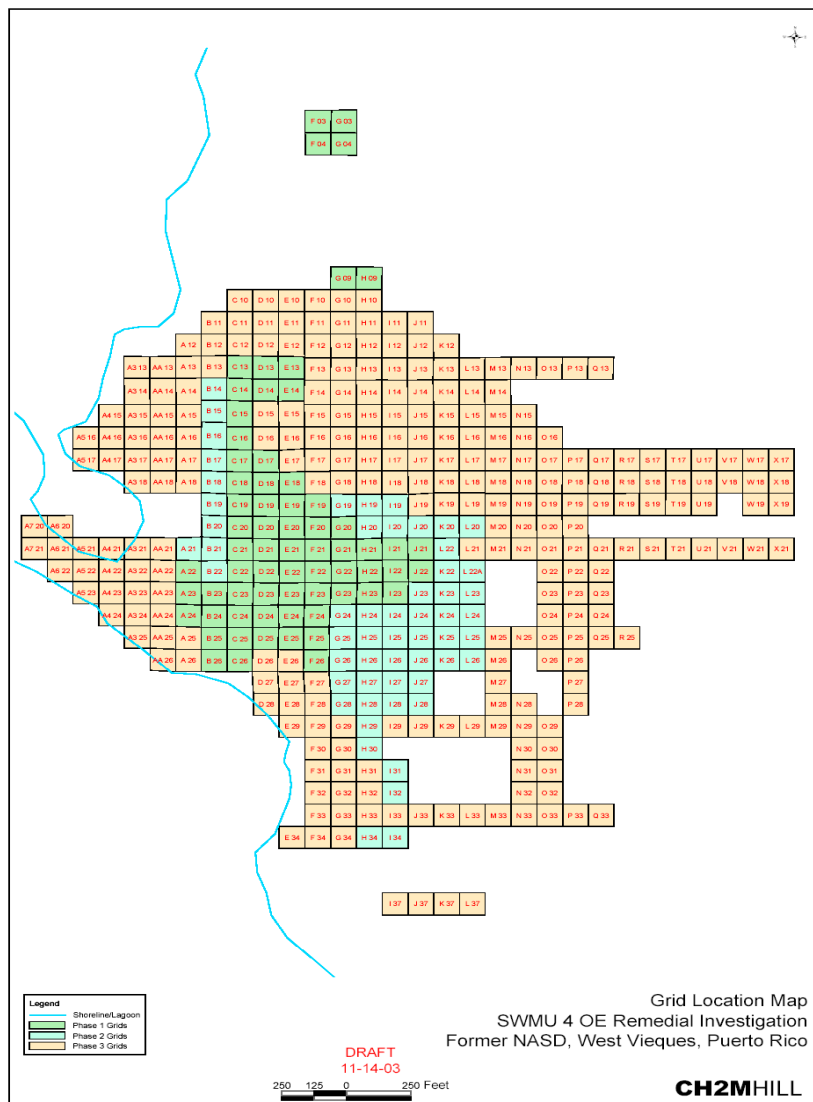 F 03 G 03
F 04 G 04
G 09 H 09
C 10 D 10 E 10 F 10 G 10 H 10
B 11 C 11 D 11 E 11 F 11 G 11 H 11 I 11 J 11
A 12 B 12 C 12 D 12 E 12 F 12 G 12 H 12 I 12 J 12 K 12
A3 13 AA 13 A 13 B 13 C 13 D 13 E 13 F 13 G 13 H 13 I 13 J 13 K 13 L 13 M 13 N 13 O 13 P 13 Q 13
A3 14 AA 14 A 14 B 14 C 14 D 14 E 14 F 14 G 14 H 14 I 14 J 14 K 14 L 14 M 14
A4 15 A3 15 AA 15 A 15 B 15 C 15 D 15 E 15 F 15 G 15 H 15 I 15 J 15 K 15 L 15 M 15 N 15
A5 16 A4 16 A3 16 AA 16 A 16 B 16 C 16 D 16 E 16 F 16 G 16 H 16 I 16 J 16 K 16 L 16 M 16 N 16 O 16
A5 17 A4 17 A3 17 AA 17 A 17 B 17 C 17 D 17 E 17 F 17 G 17 H 17 I 17 J 17 K 17 L 17 M 17 N 17 O 17 P 17 Q 17 R 17 S 17 T 17 U 17 V 17 W 17 X 17
A3 18 AA 18 A 18 B 18 C 18 D 18 E 18 F 18 G 18 H 18 I 18 J 18 K 18 L 18 M 18 N 18 O 18 P 18 Q 18 R 18 S 18 T 18 U 18 V 18 W 18 X 18
B 19 C 19 D 19 E 19 F 19 G 19 H 19 I 19 J 19 K 19 L 19 M 19 N 19 O 19 P 19 Q 19 R 19 S 19 T 19 U 19 W 19 X 19
A7 20 A6 20 B 20 C 20 D 20 E 20 F 20 G 20 H 20 I 20 J 20 K 20 L 20 M 20 N 20 O 20 P 20
A7 21 A6 21 A5 21 A4 21 A3 21 AA 21 A 21 B 21 C 21 D 21 E 21 F 21 G 21 H 21 I 21 J 21 L 22 L 21 M 21 N 21 O 21 P 21 Q 21 R 21 S 21 T 21 U 21 V 21 W 21 X 21
A5 22 A4 22 A3 22 AA 22 A 22 B 22 C 22 D 22 E 22 F 22 G 22 H 22 I 22 J 22 K 22 L 22A O 22 P 22 Q 22
A5 23 A4 23 A3 23 AA 23 A 23 B 23 C 23 D 23 E 23 F 23 G 23 H 23 I 23 J 23 K 23 L 23 O 23 P 23 Q 23
A4 24 A3 24 AA 24 A 24 B 24 C 24 D 24 E 24 F 24 G 24 H 24 I 24 J 24 K 24 L 24 O 24 P 24 Q 24
A3 25 AA 25 A 25 B 25 C 25 D 25 E 25 F 25 G 25 H 25 I 25 J 25 K 25 L 25 M 25 N 25 O 25 P 25 Q 25 R 25
AA 26 A 26 B 26 C 26 D 26 E 26 F 26 G 26 H 26 I 26 J 26 K 26 L 26 M 26 O 26 P 26
D 27 E 27 F 27 G 27 H 27 I 27 J 27 M 27 P 27
D 28 E 28 F 28 G 28 H 28 I 28 J 28 M 28 N 28 P 28
E 29 F 29 G 29 H 29 I 29 J 29 K 29 L 29 M 29 N 29 O 29
F 30 G 30 H 30 N 30 O 30
F 31 G 31 H 31 I 31 N 31 O 31
F 32 G 32 H 32 I 32 N 32 O 32
F 33 G 33 H 33 I 33 J 33 K 33 L 33 M 33 N 33 O 33 P 33 Q 33
E 34 F 34 G 34 H 34 I 34
I 37 J 37 K 37 L 37
Legend
Shoreline/Lagoon
Phase 1 Grids
Phase 2 Grids
Phase 3 Grids
DRAFT
11-14-03
250 125 0 250 Feet
Grid Location Map
SWMU 4 OE Remedial Investigation
Former NASD, West Vieques, Puerto Rico
CH2MHILL